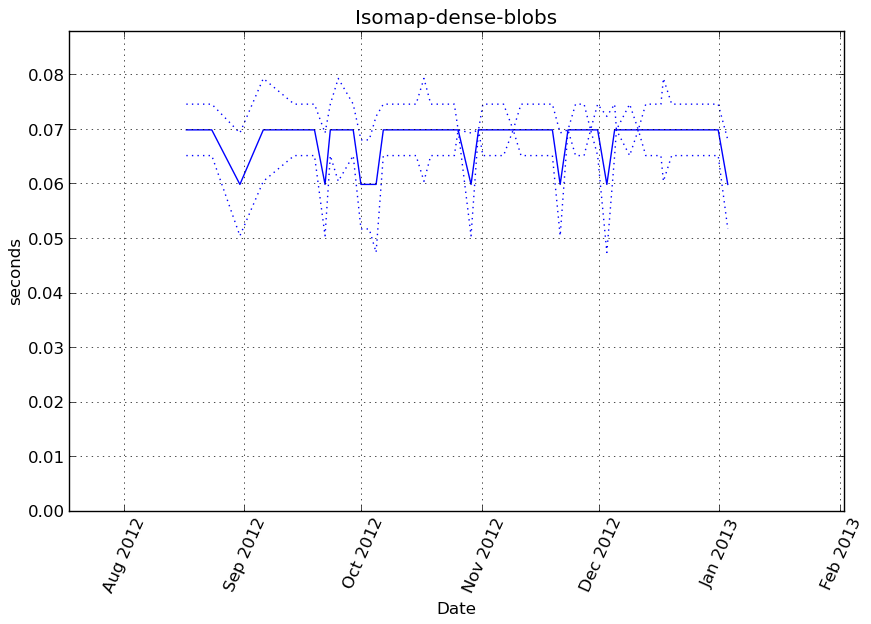 Isomap-dense-blobs
0.08
0.07
0.06
0.05
0.04
0.03
0.02
0.01
0.00
seconds
Aug 2012
Sep 2012
Oct 2012
Nov 2012
Dec 2012
Jan 2013
Feb 2013
Date